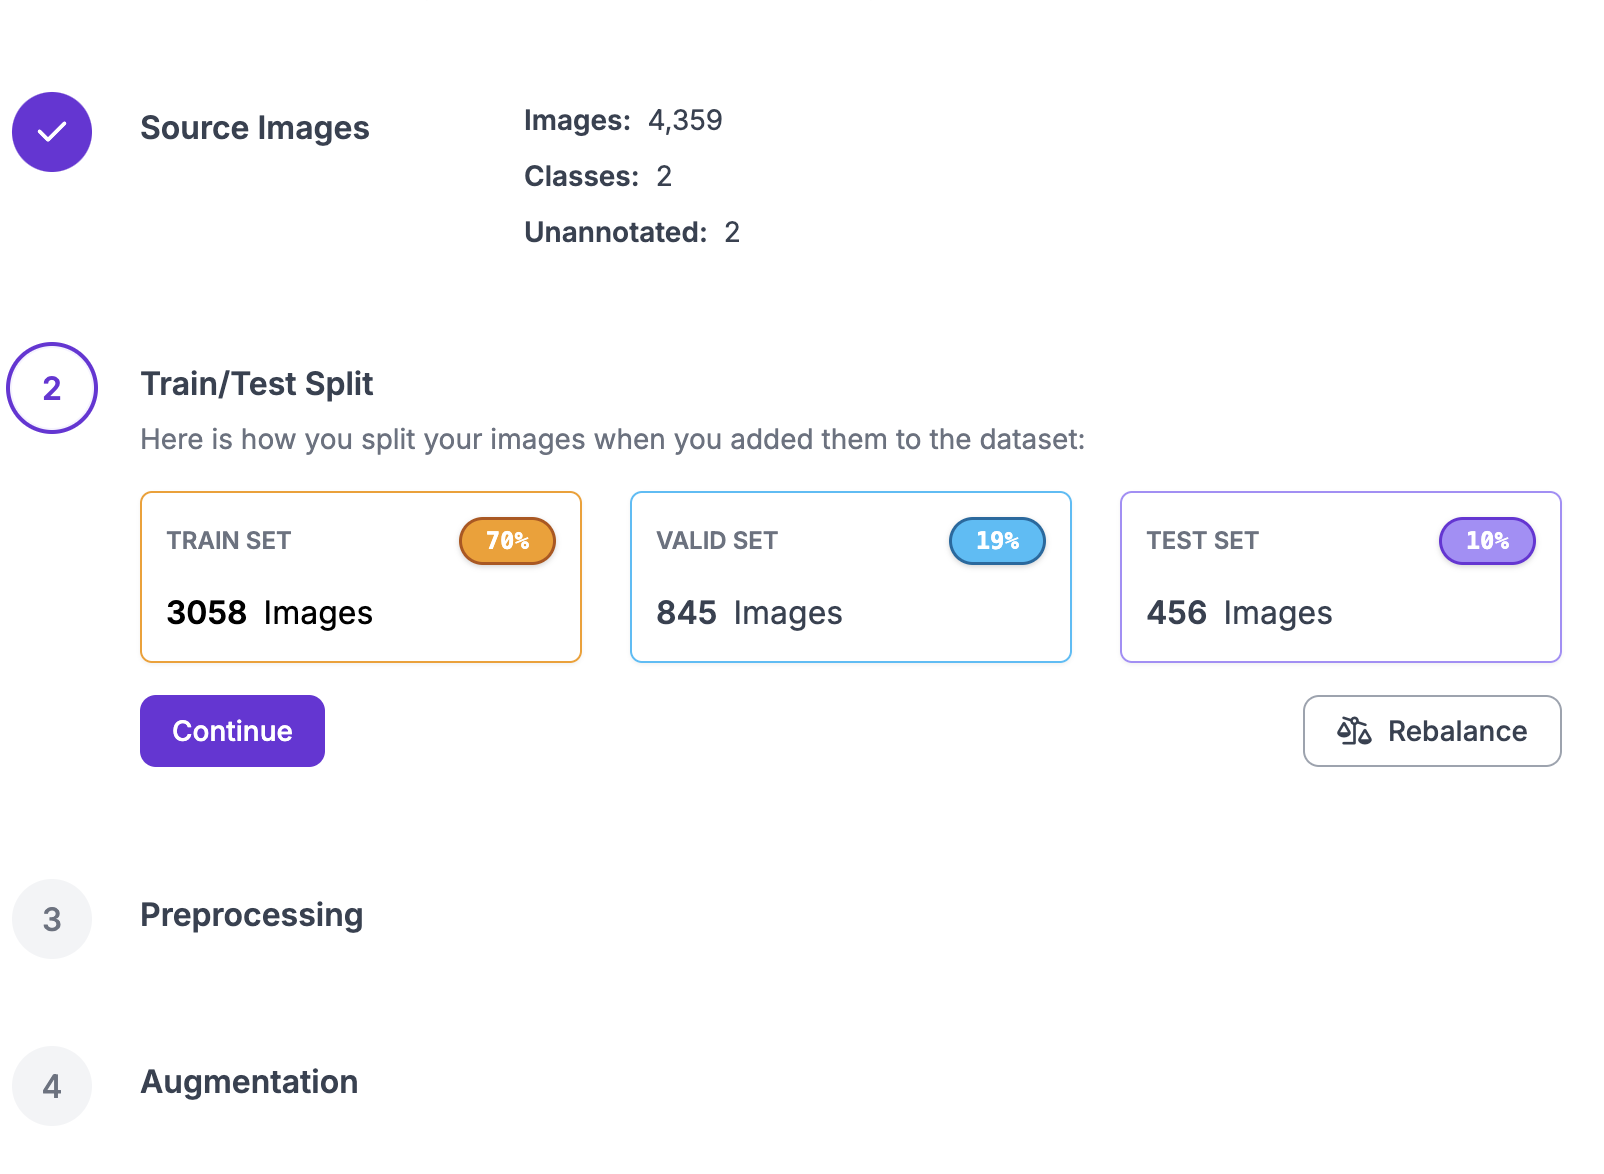 Source Images
Images: 4,359
Classes: 2
Unannotated: 2
2
Train/Test Split
Here is how you split your images when you added them to the dataset:
TRAIN SET 70%
3058 Images
VALID SET 19%
845 Images
TEST SET 10%
456 Images
Continue
Rebalance
3
Preprocessing
4
Augmentation